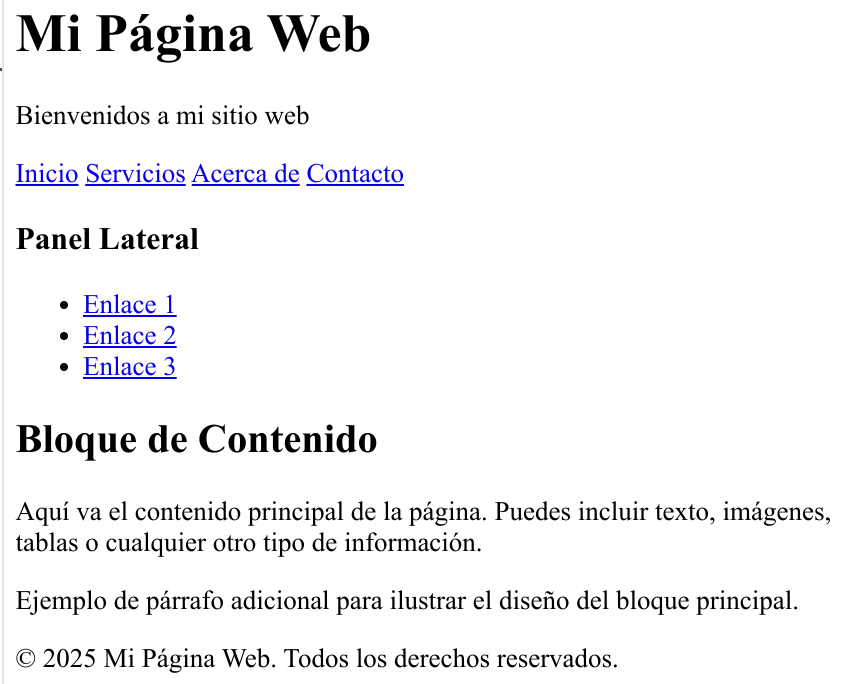 Mi Página Web
Bienvenidos a mi sitio web
Inicio Servicios Acerca de Contacto
Panel Lateral
• Enlace 1
• Enlace 2
• Enlace 3
Bloque de Contenido
Aquí va el contenido principal de la página. Puedes incluir texto, imágenes,
tablas o cualquier otro tipo de información.
Ejemplo de párrafo adicional para ilustrar el diseño del bloque principal.
© 2025 Mi Página Web. Todos los derechos reservados.